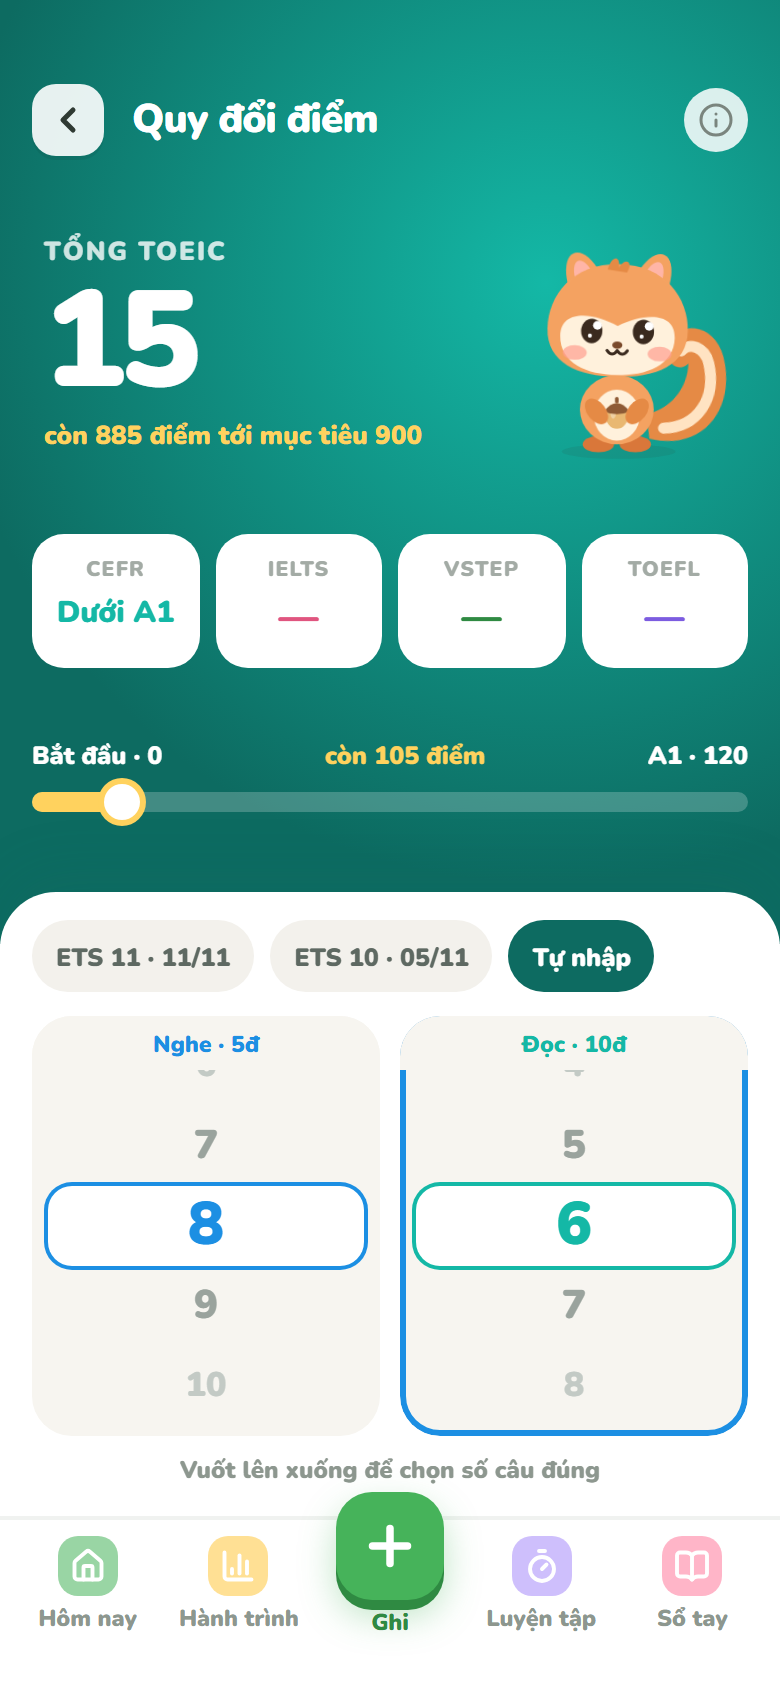 Quy đổi điểm
TỔNG TOEIC
15
còn 885 điểm tới mục tiêu 900
CEFR
Dưới A1
IELTS
—
VSTEP
—
TOEFL
—
Bắt đầu · 0
còn 105 điểm
A1 · 120
ETS 11 · 11/11
ETS 10 · 05/11
Tự nhập
Nghe · 5đ
7
8
9
10
Đọc · 10đ
5
6
7
8
Vuốt lên xuống để chọn số câu đúng
Hôm nay
Hành trình
Ghi
Luyện tập
Sổ tay